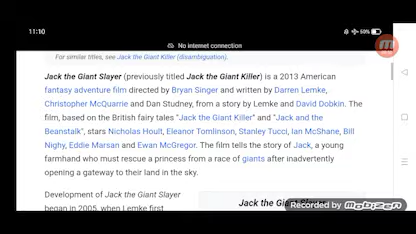 11:10
59%
No internet connection
For similar titles, see Jack the Giant Killer (disambiguation).
Jack the Giant Slayer (previously titled Jack the Giant Killer) is a 2013 American
fantasy adventure film directed by Bryan Singer and written by Darren Lemke,
Christopher McQuarrie and Dan Studney, from a story by Lemke and David Dobkin. The
film, based on the British fairy tales "Jack the Giant Killer" and "Jack and the
Beanstalk", stars Nicholas Hoult, Eleanor Tomlinson, Stanley Tucci, Ian McShane, Bill
Nighy, Eddie Marsan and Ewan McGregor. The film tells the story of Jack, a young
farmhand who must rescue a princess from a race of giants after inadvertently
opening a gateway to their land in the sky.
Development of Jack the Giant Slayer
began in 2005, when Lemke first
Jack the Giant Slayer
Recorded by Mobizen